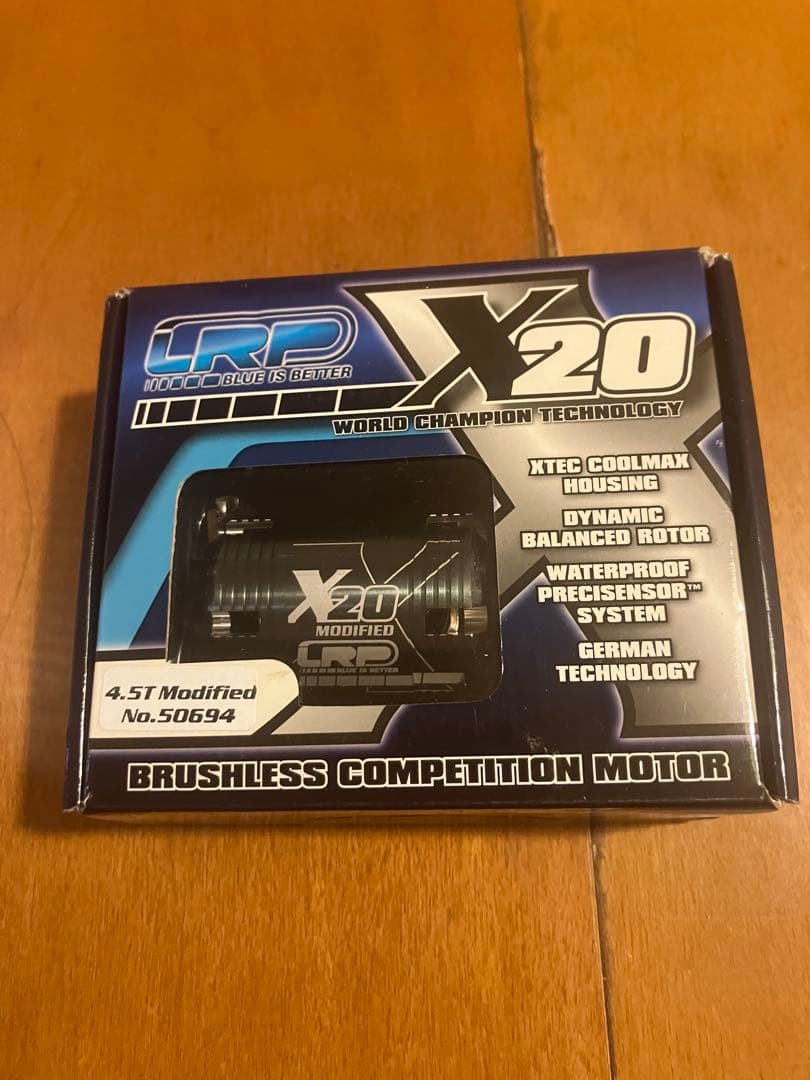 LRP
BLUE IS BETTER
X20
WORLD CHAMPION TECHNOLOGY
XTEC COOLMAX
HOUSING
DYNAMIC
BALANCED ROTOR
WATERPROOF
PRECISENSOR™
SYSTEM
GERMAN
TECHNOLOGY
X20
MODIFIED
LRP
BLUE IS BETTER
4.5T Modified
No.50694
BRUSHLESS COMPETITION MOTOR